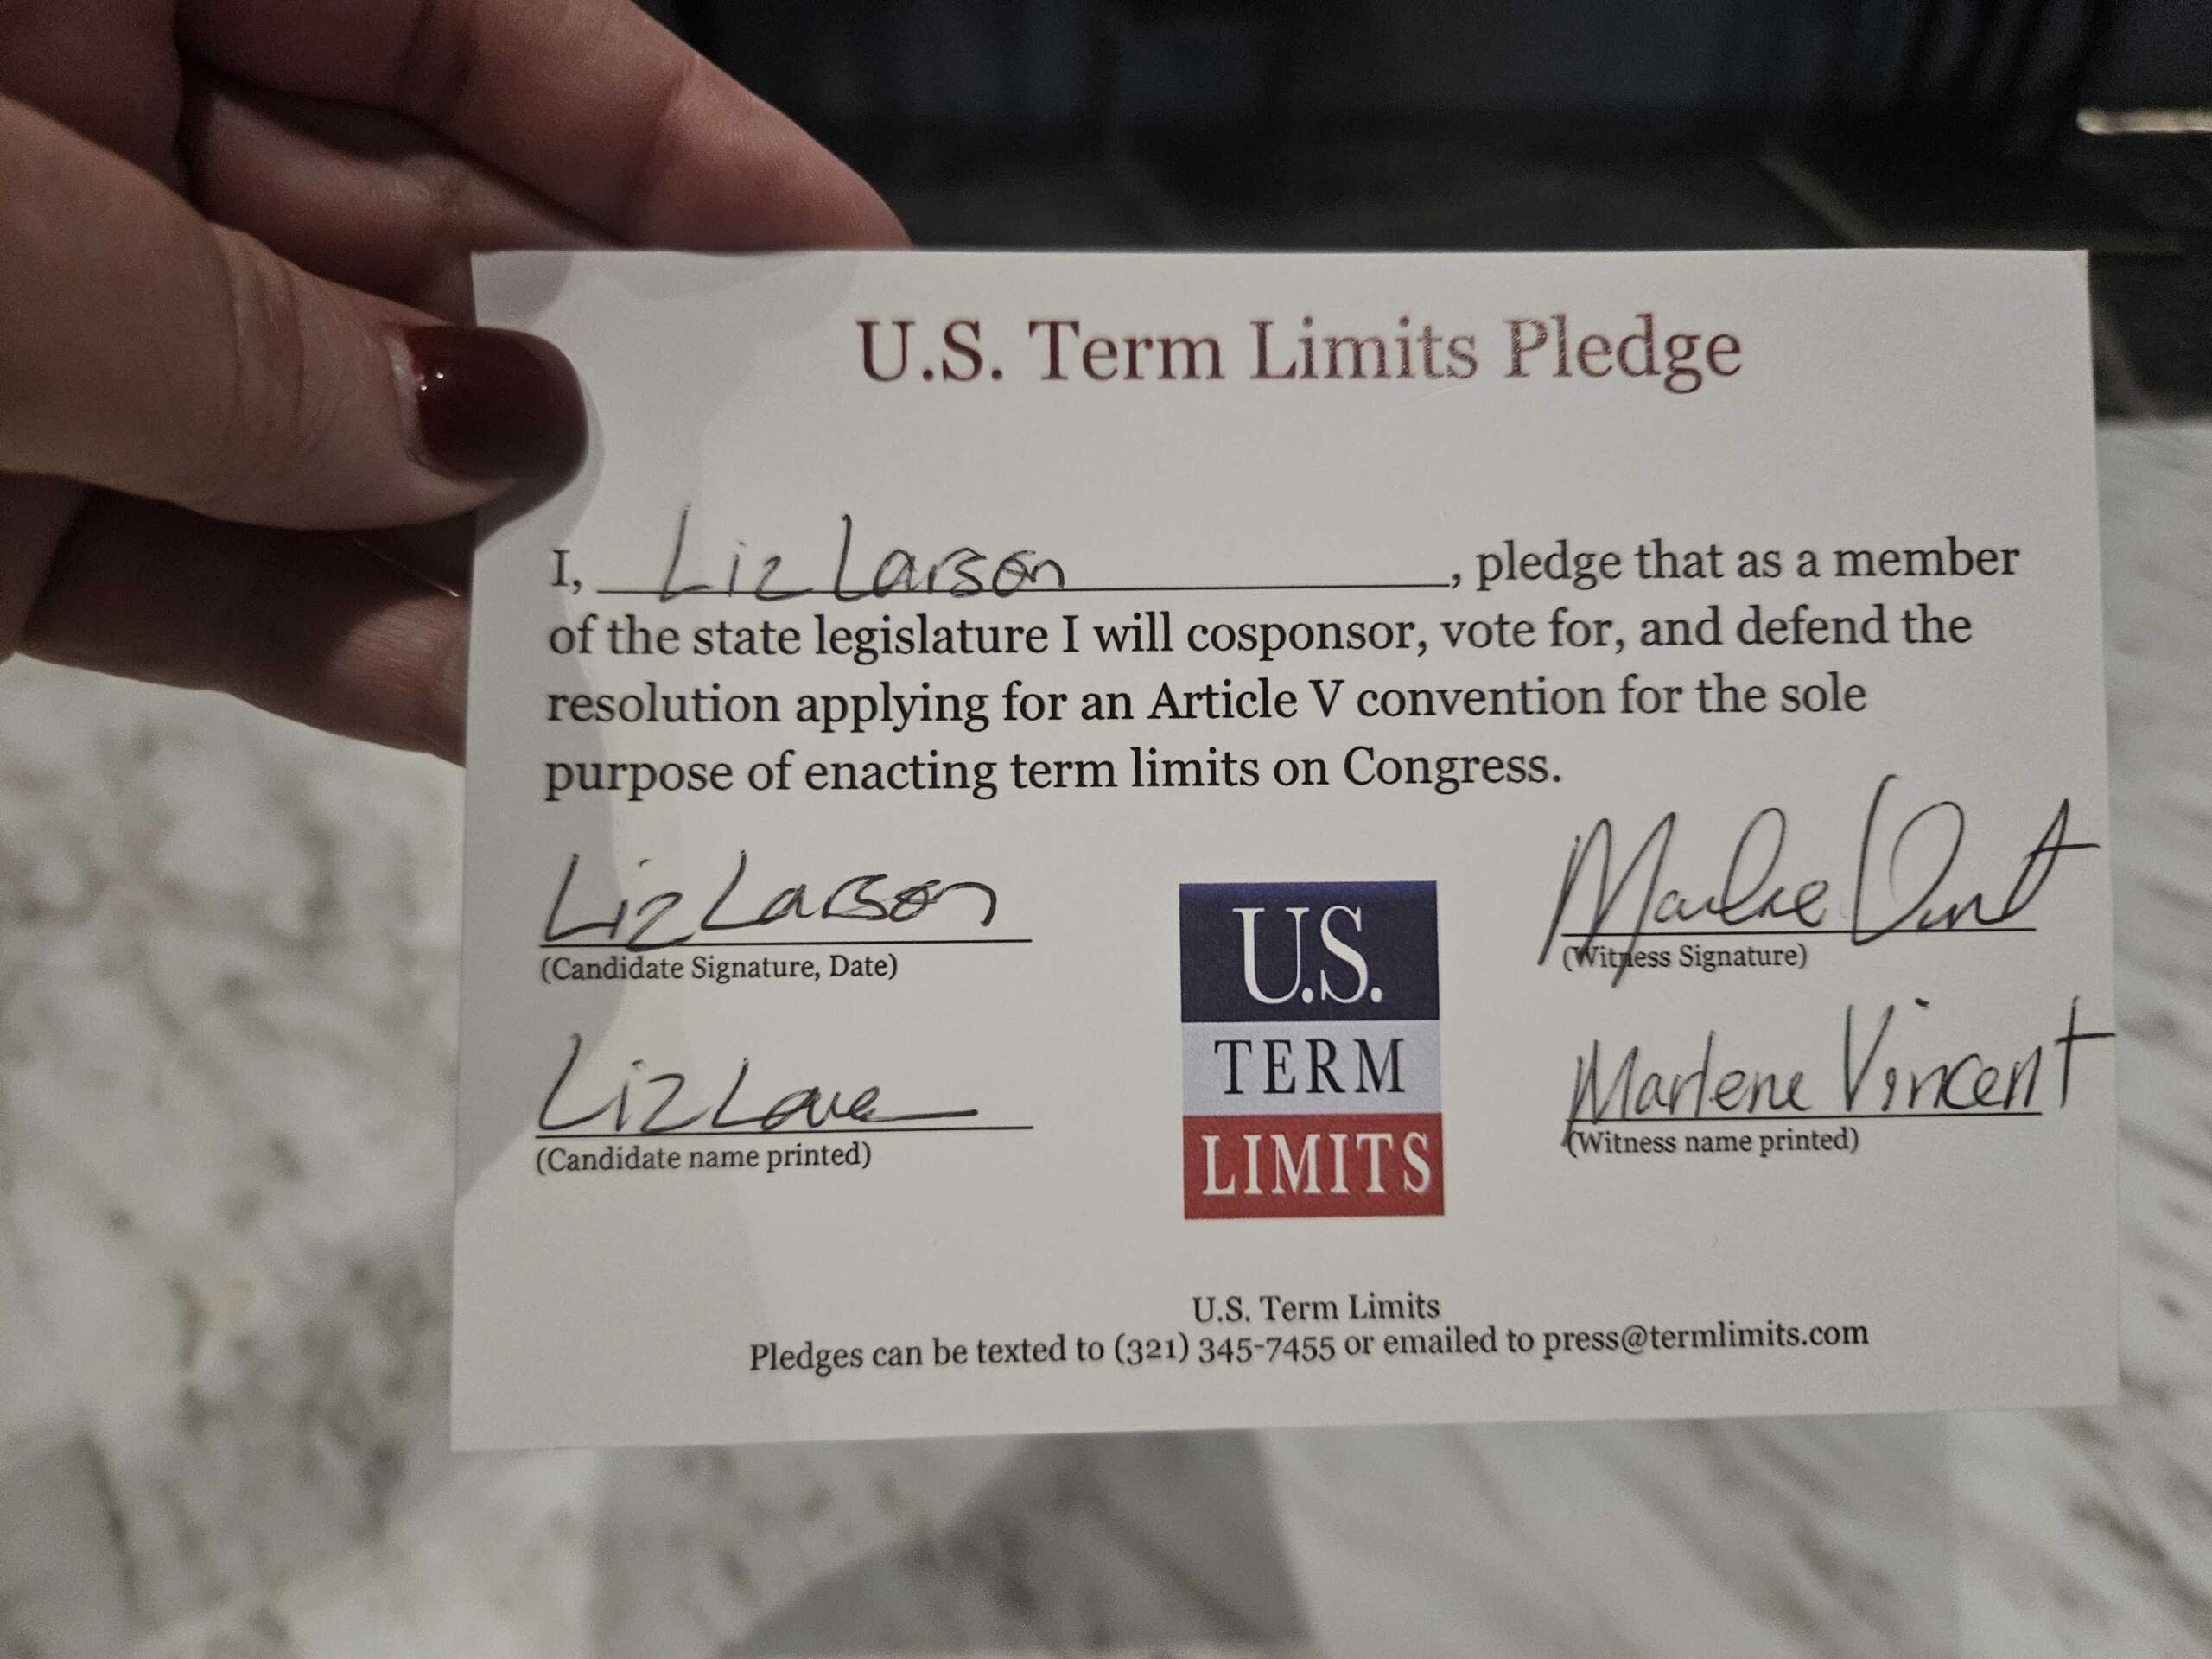 U.S. Term Limits Pledge
I, Liz Larson, pledge that as a member
of the state legislature I will cosponsor, vote for, and defend the
resolution applying for an Article V convention for the sole
purpose of enacting term limits on Congress.
Liz Larson
(Candidate Signature, Date)
Liz
(Candidate name printed)
U.S.
TERM
LIMITS
(Witness Signature)
Marlene Vincent
(Witness name printed)
U.S. Term Limits
Pledges can be texted to (321) 345-7455 or emailed to press@termlimits.com